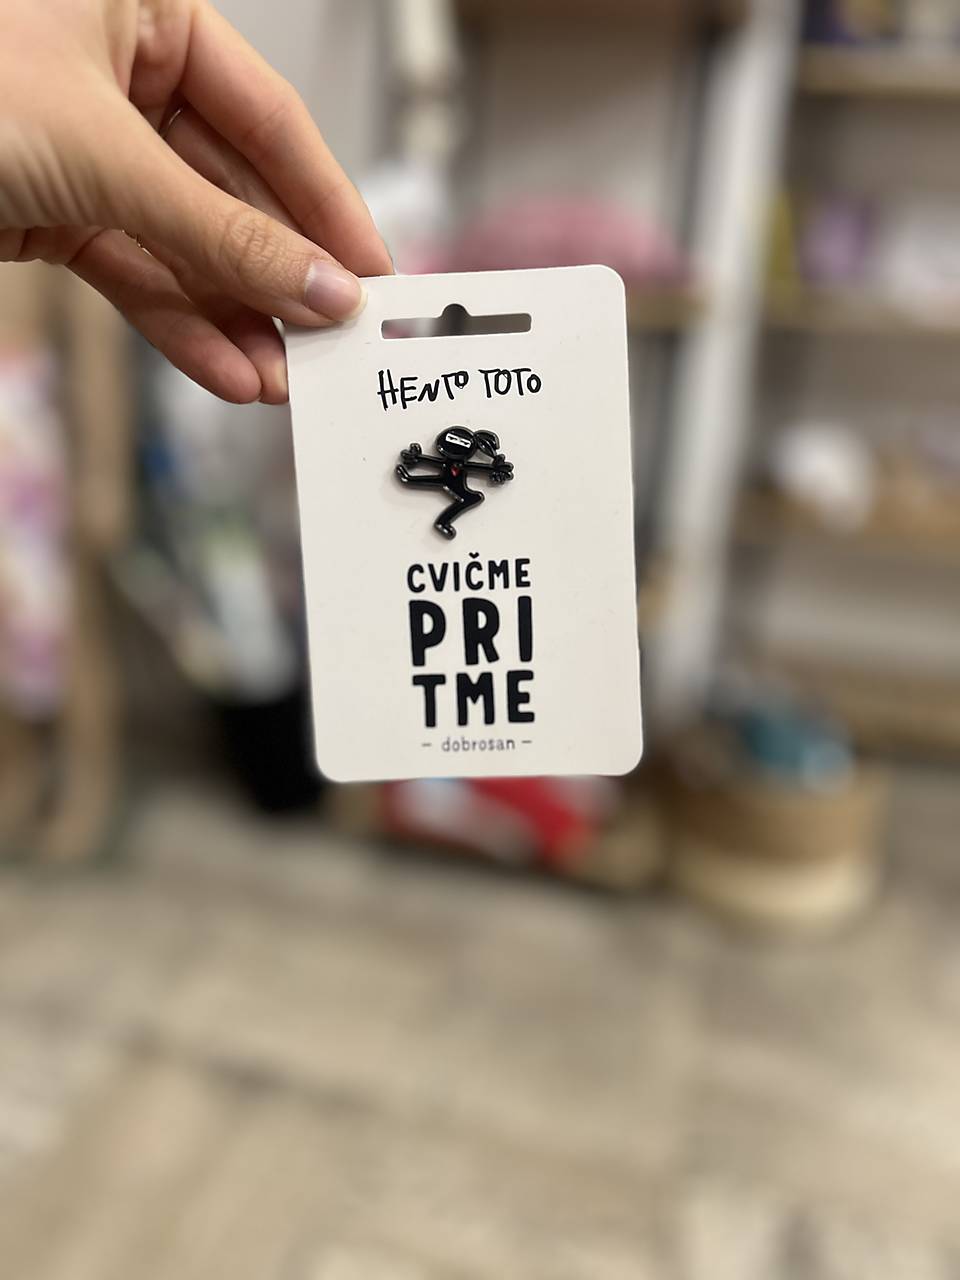 HENTO TOTO
CVIČME
PRI
TME
- dobrosan -